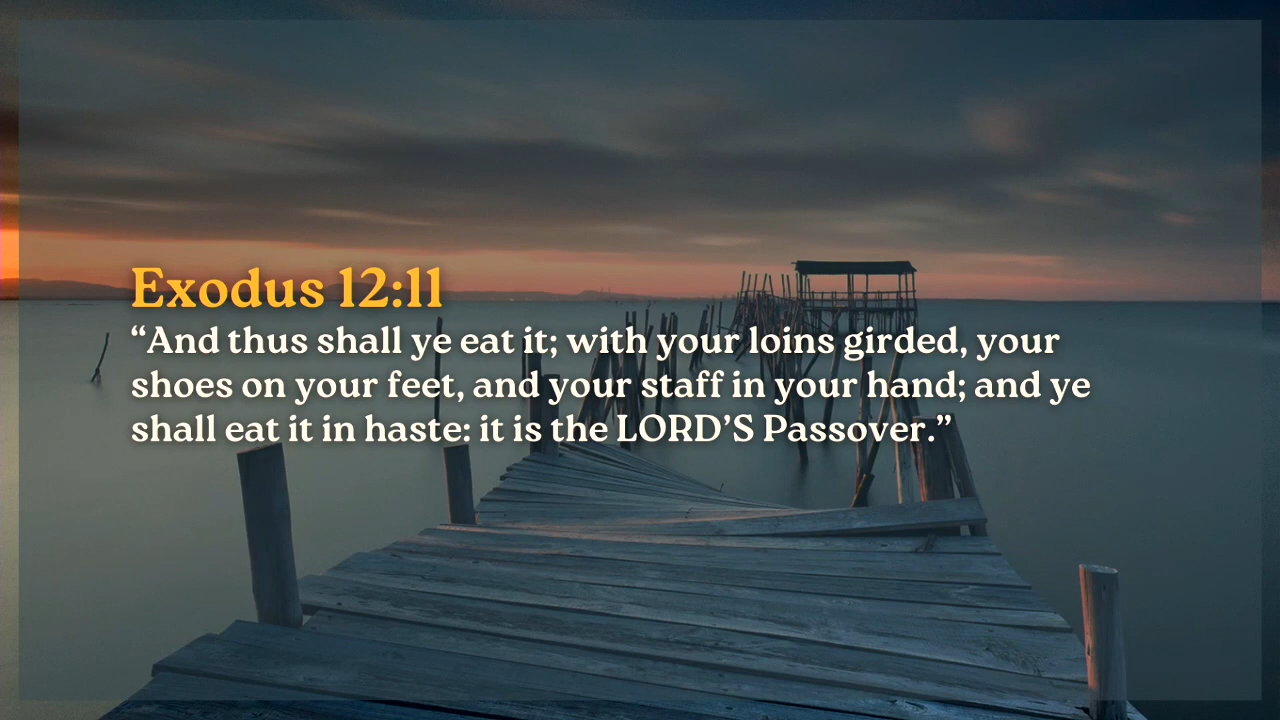 Exodus 12:11
“And thus shall ye eat it; with your loins girded, your
shoes on your feet, and your staff in your hand; and ye
shall eat it in haste: it is the LORD’S Passover.”